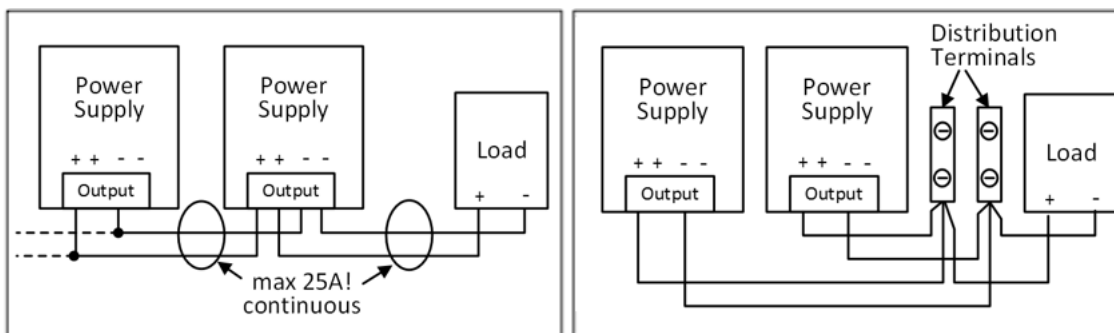 Power
Supply
+ + - -
Output
Power
Supply
+ + - -
Output
Load
+ -
max 25A!
continuous
Power
Supply
+ + - -
Output
Power
Supply
+ + - -
Output
Distribution
Terminals
Load
+ -